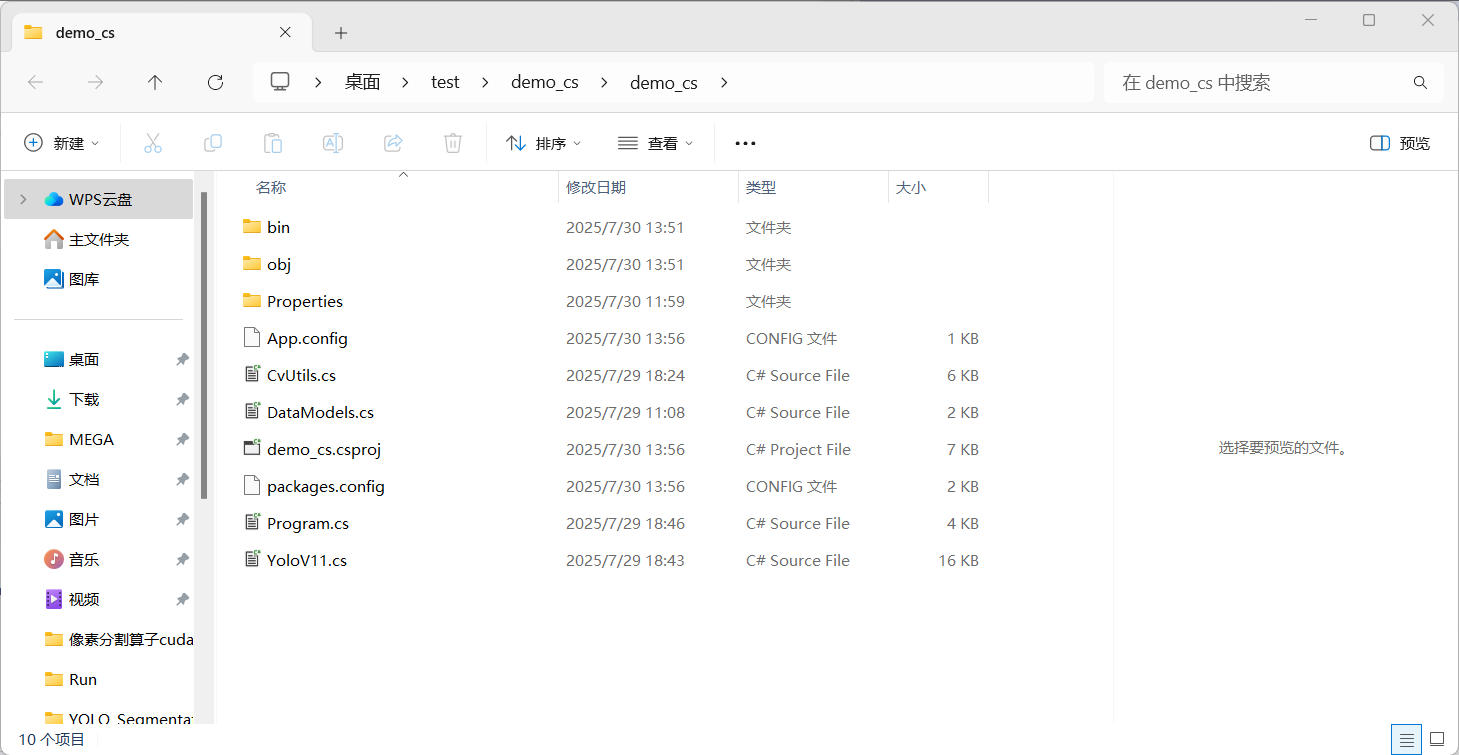 demo_cs
桌面 test demo_cs demo_cs
在 demo_cs 中搜索
新建 排序 查看 预览
WPS云盘
主文件夹
图库
桌面
下载
MEGA
文档
图片
音乐
视频
像素分割算子cuda
Run
YOLO_Segmenta
名称 修改日期 类型 大小
bin 2025/7/30 13:51 文件夹
obj 2025/7/30 13:51 文件夹
Properties 2025/7/30 11:59 文件夹
App.config 2025/7/30 13:56 CONFIG 文件 1 KB
CvUtils.cs 2025/7/29 18:24 C# Source File 6 KB
DataModels.cs 2025/7/29 11:08 C# Source File 2 KB
demo_cs.csproj 2025/7/30 13:56 C# Project File 7 KB
packages.config 2025/7/30 13:56 CONFIG 文件 2 KB
Program.cs 2025/7/29 18:46 C# Source File 4 KB
YoloV11.cs 2025/7/29 18:43 C# Source File 16 KB
选择要预览的文件。
10 个项目